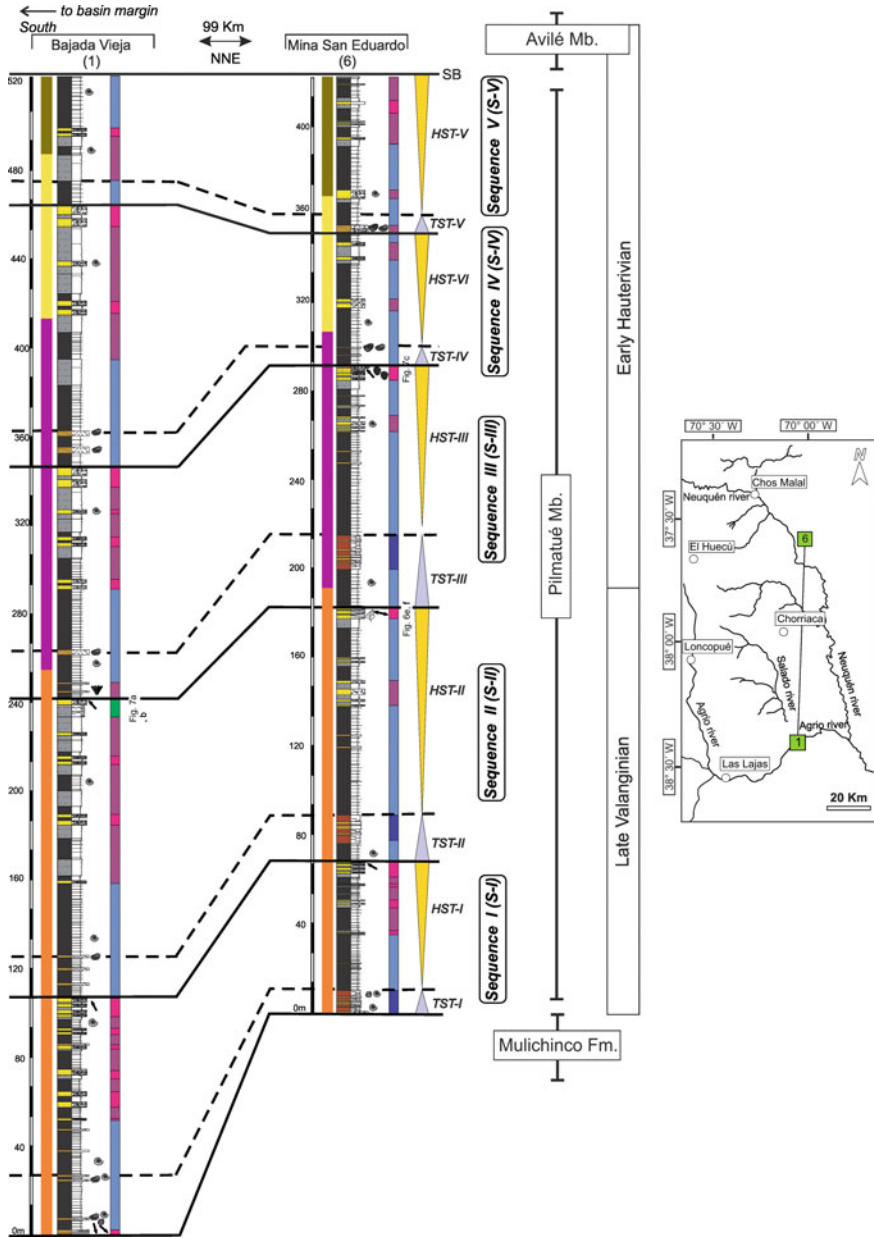 to basin margin
South
99 Km
NNE
Bajada Vieja
(1)
Mina San Eduardo
(6)
Avilé Mb.
SB
520
480
440
400
360
320
280
240
200
160
120
80
40
0m
Fig. 7a
, b
400
360
320
280
240
200
160
120
80
40
0m
Fig. 7c
Fig. 6e, f
HST-V
TST-V
HST-VI
TST-IV
HST-III
TST-III
HST-II
TST-II
HST-I
TST-I
Sequence V (S-V)
Sequence IV (S-IV)
Sequence III (S-III)
Sequence II (S-II)
Sequence I (S-I)
Pilmatué Mb.
Mulichinco Fm.
Early Hauterivian
Late Valanginian
70° 30´ W
70° 00´ W
N
Chos Malal
Neuquén river
37° 30´ W
El Huecú
6
Chorriaca
38° 00´ W
Loncopué
Salado river
Neuquén river
Agrio river
Agrio river
1
38° 30´ W
Las Lajas
20 Km